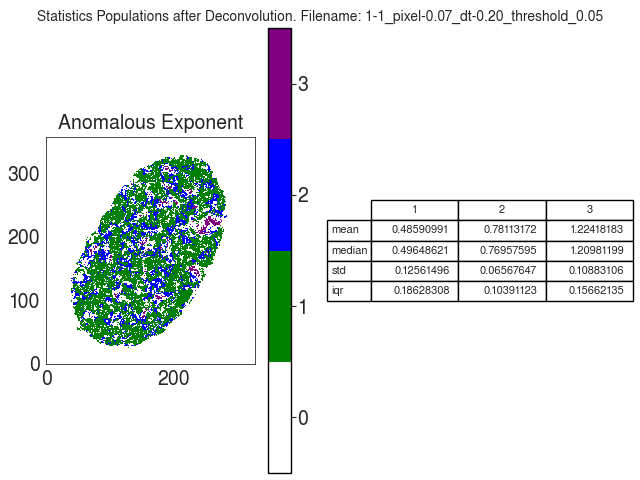 Statistics Populations after Deconvolution. Filename: 1-1_pixel-0.07_dt-0.20_threshold_0.05
Anomalous Exponent
300
200
100
0
0 200
3
2
1
0
1 2 3
mean 0.48590991 0.78113172 1.22418183
median 0.49648621 0.76957595 1.20981199
std 0.12561496 0.06567647 0.10883106
iqr 0.18628308 0.10391123 0.15662135